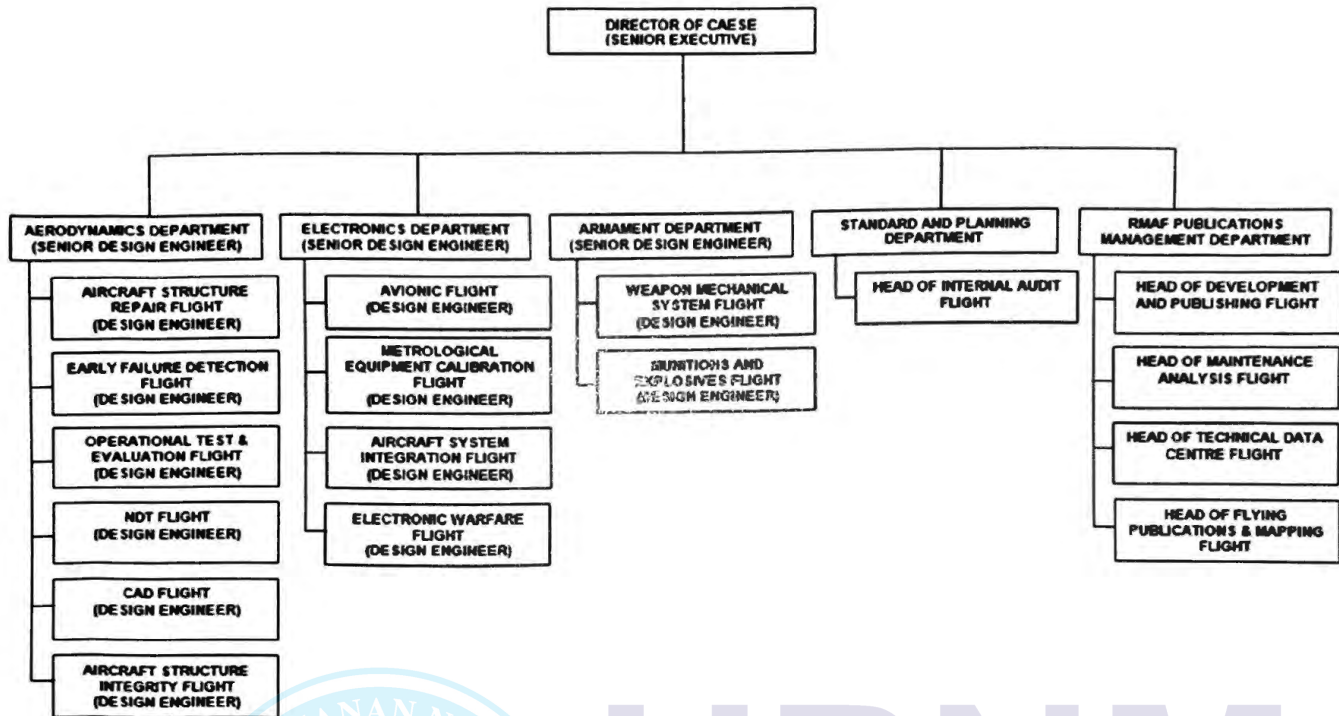 DIRECTOR OF CAESE
(SENIOR EXECUTIVE)
AERODYNAMICS DEPARTMENT
(SENIOR DESIGN ENGINEER)
AIRCRAFT STRUCTURE
REPAIR FLIGHT
(DESIGN ENGINEER)
EARLY FAILURE DETECTION
FLIGHT
(DESIGN ENGINEER)
OPERATIONAL TEST &
EVALUATION FLIGHT
(DESIGN ENGINEER)
NDT FLIGHT
(DESIGN ENGINEER)
CAD FLIGHT
(DESIGN ENGINEER)
AIRCRAFT STRUCTURE
INTEGRITY FLIGHT
(DESIGN ENGINEER)
ELECTRONICS DEPARTMENT
(SENIOR DESIGN ENGINEER)
AVIONIC FLIGHT
(DESIGN ENGINEER)
METROLOGICAL
EQUIPMENT CALIBRATION
FLIGHT
(DESIGN ENGINEER)
AIRCRAFT SYSTEM
INTEGRATION FLIGHT
(DESIGN ENGINEER)
ELECTRONIC WARFARE
FLIGHT
(DESIGN ENGINEER)
ARMAMENT DEPARTMENT
(SENIOR DESIGN ENGINEER)
WEAPON MECHANICAL
SYSTEM FLIGHT
(DESIGN ENGINEER)
MUNITIONS AND
EXPLOSIVES FLIGHT
(DESIGN ENGINEER)
STANDARD AND PLANNING
DEPARTMENT
HEAD OF INTERNAL AUDIT
FLIGHT
RMAF PUBLICATIONS
MANAGEMENT DEPARTMENT
HEAD OF DEVELOPMENT
AND PUBLISHING FLIGHT
HEAD OF MAINTENANCE
ANALYSIS FLIGHT
HEAD OF TECHNICAL DATA
CENTRE FLIGHT
HEAD OF FLYING
PUBLICATIONS & MAPPING
FLIGHT